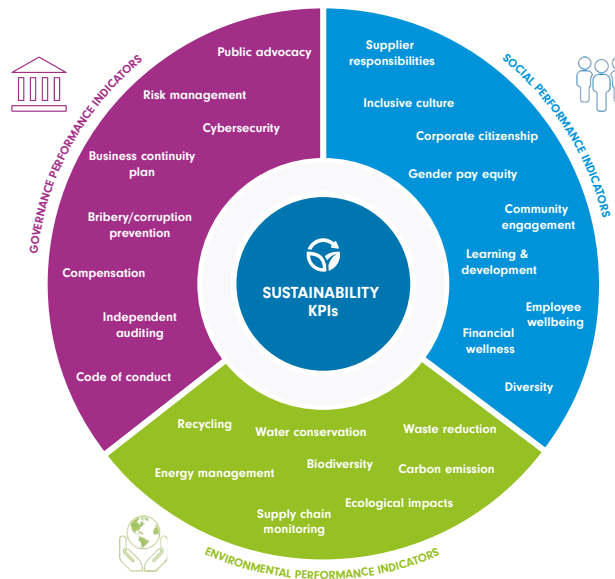 GOVERNANCE PERFORMANCE INDICATORS
Public advocacy
Risk management
Cybersecurity
Business continuity
plan
Bribery/corruption
prevention
Compensation
Independent
auditing
Code of conduct
SOCIAL PERFORMANCE INDICATORS
Supplier
responsibilities
Inclusive culture
Corporate citizenship
Gender pay equity
Community
engagement
Learning &
development
Employee
wellbeing
Financial
wellness
Diversity
SUSTAINABILITY
KPIs
Recycling
Water conservation
Waste reduction
Energy management
Biodiversity
Carbon emission
Ecological impacts
Supply chain
monitoring
ENVIRONMENTAL PERFORMANCE INDICATORS